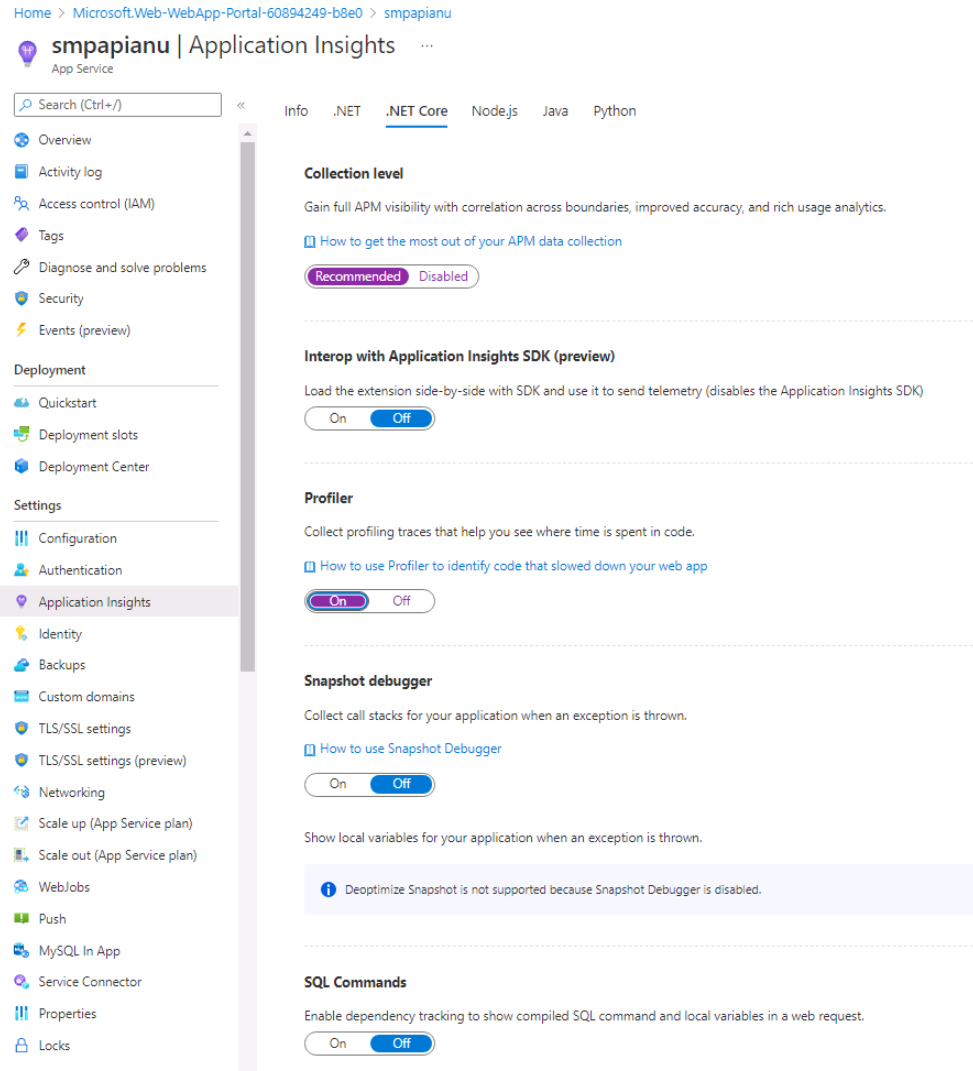 Home > Microsoft.Web-WebApp-Portal-60894249-b8e0 > smpapianu
smpapianu | Application Insights ...
App Service
Search (Ctrl+/) «
Overview
Activity log
Access control (IAM)
Tags
Diagnose and solve problems
Security
Events (preview)
Deployment
Quickstart
Deployment slots
Deployment Center
Settings
Configuration
Authentication
Application Insights
Identity
Backups
Custom domains
TLS/SSL settings
TLS/SSL settings (preview)
Networking
Scale up (App Service plan)
Scale out (App Service plan)
WebJobs
Push
MySQL In App
Service Connector
Properties
Locks
Info .NET .NET Core Node.js Java Python
Collection level
Gain full APM visibility with correlation across boundaries, improved accuracy, and rich usage analytics.
How to get the most out of your APM data collection
Recommended Disabled
Interop with Application Insights SDK (preview)
Load the extension side-by-side with SDK and use it to send telemetry (disables the Application Insights SDK)
On Off
Profiler
Collect profiling traces that help you see where time is spent in code.
How to use Profiler to identify code that slowed down your web app
On Off
Snapshot debugger
Collect call stacks for your application when an exception is thrown.
How to use Snapshot Debugger
On Off
Show local variables for your application when an exception is thrown.
Deoptimize Snapshot is not supported because Snapshot Debugger is disabled.
SQL Commands
Enable dependency tracking to show compiled SQL command and local variables in a web request.
On Off